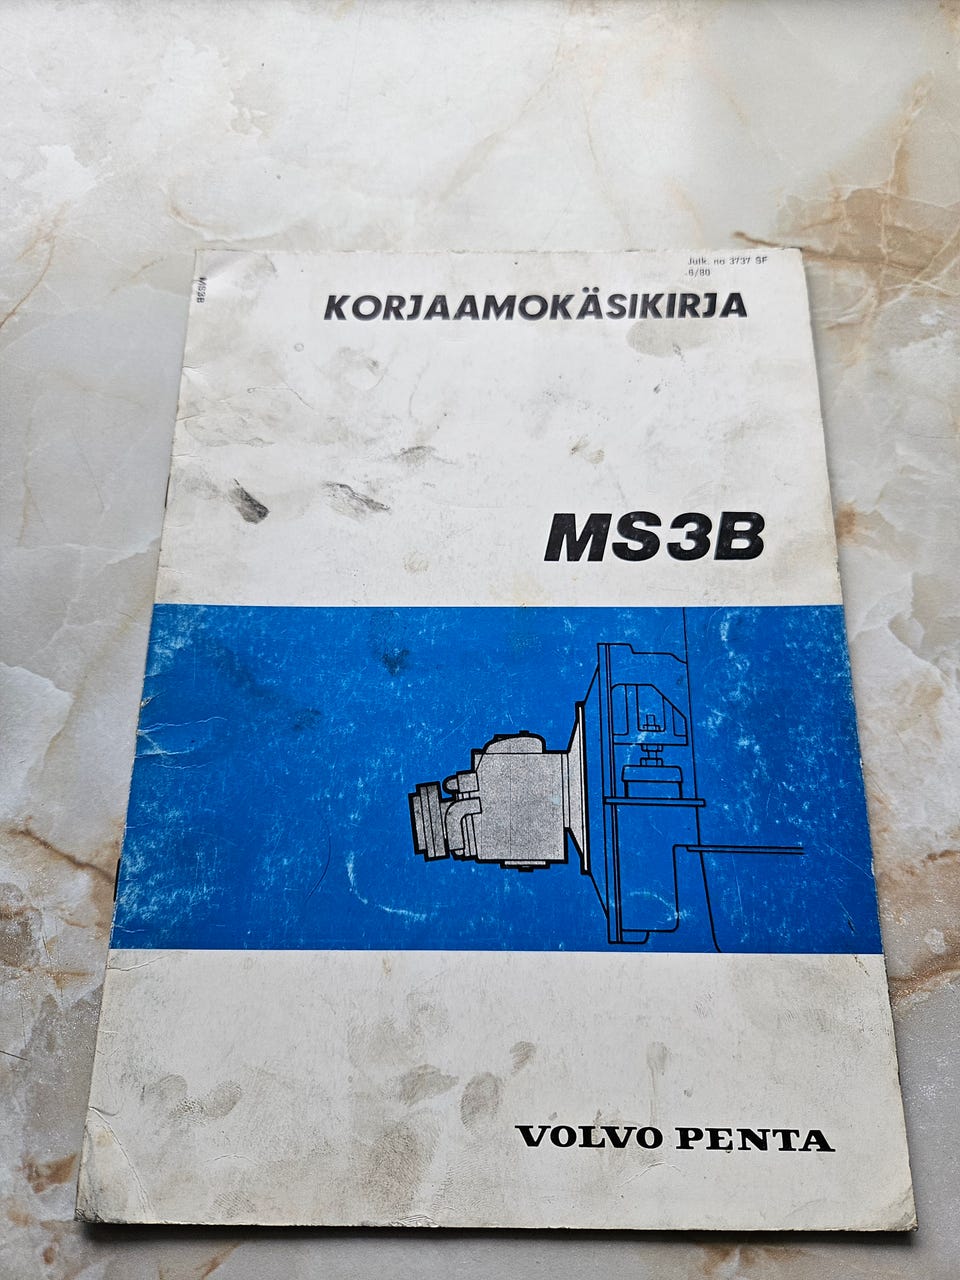 Julk. no 3737 SF
6/80
MS3B
KORJAAMOKÄSIKIRJA
MS3B
VOLVO PENTA